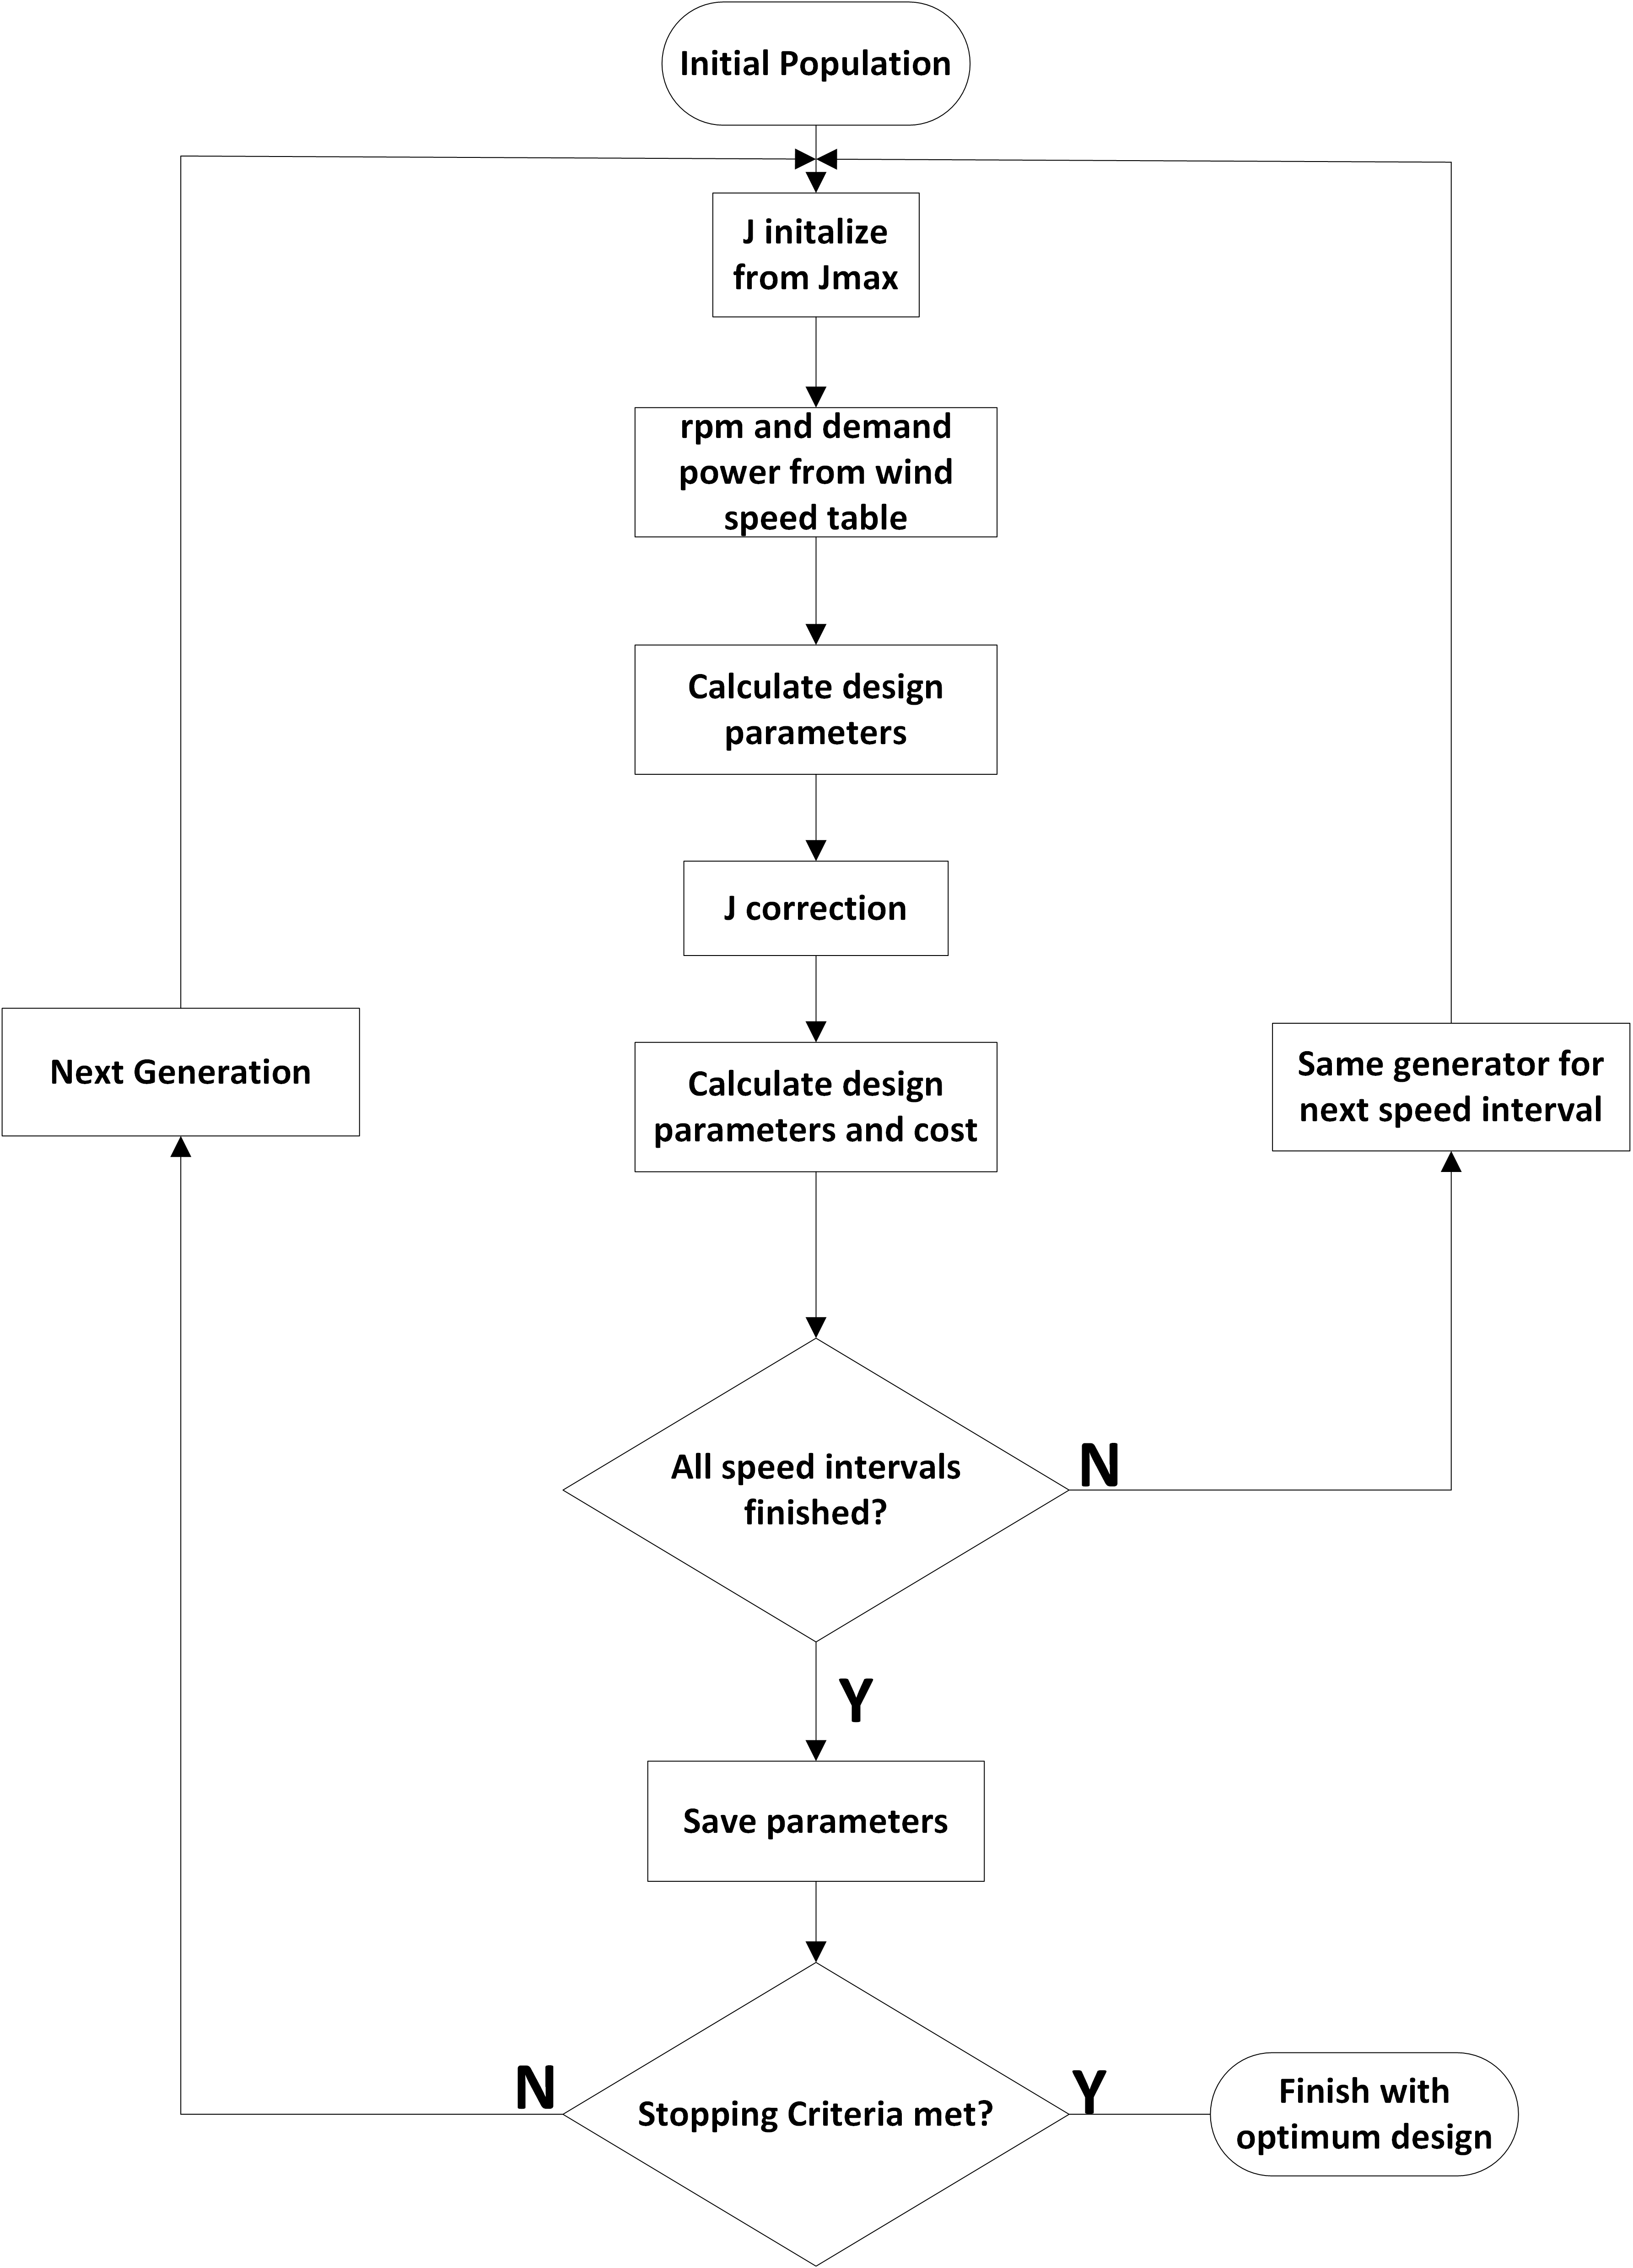 Initial Population
J initalize
from Jmax
rpm and demand
power from wind
speed table
Calculate design
parameters
J correction
Next Generation
Calculate design
parameters and cost
Same generator for
next speed interval
All speed intervals
finished?
N
Y
Save parameters
N
Stopping Criteria met?
Y
Finish with
optimum design